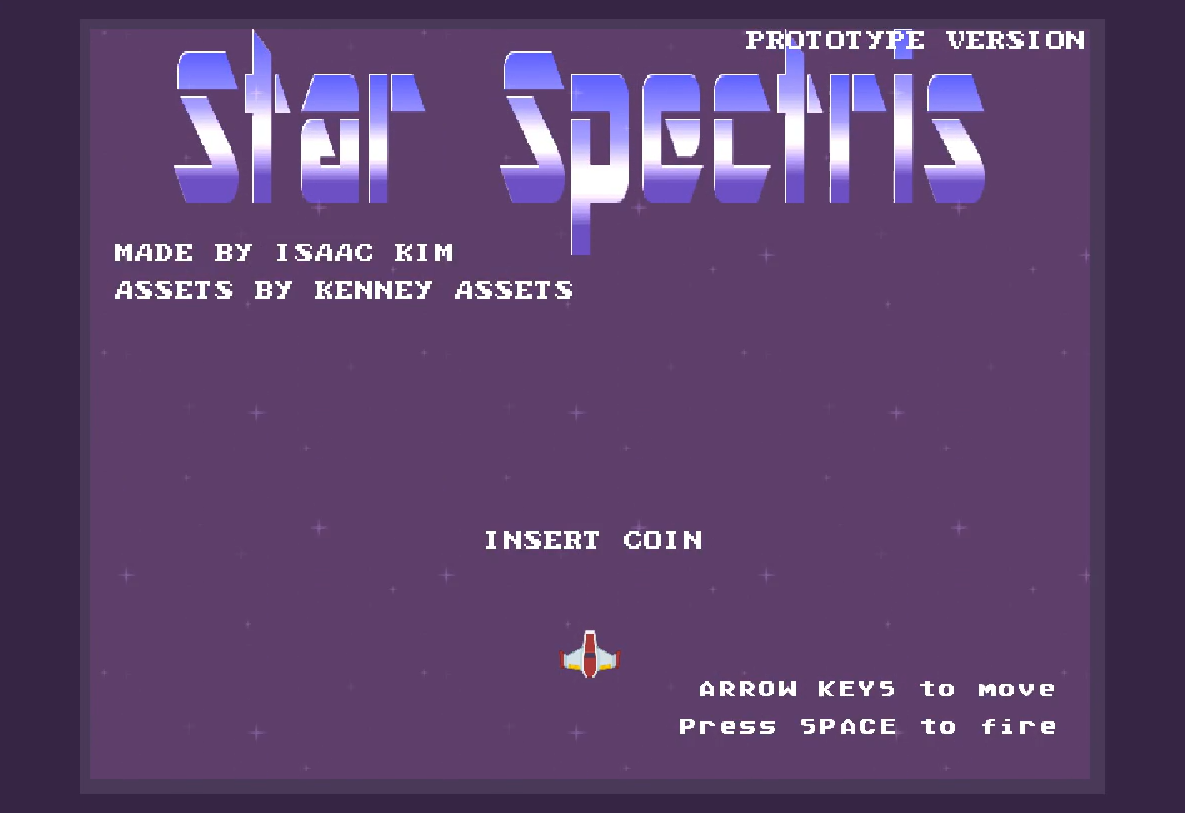 PROTOTYPE VERSION
Star Spectris
MADE BY ISAAC KIM
ASSETS BY KENNEY ASSETS
INSERT COIN
ARROW KEYS to move
Press SPACE to fire